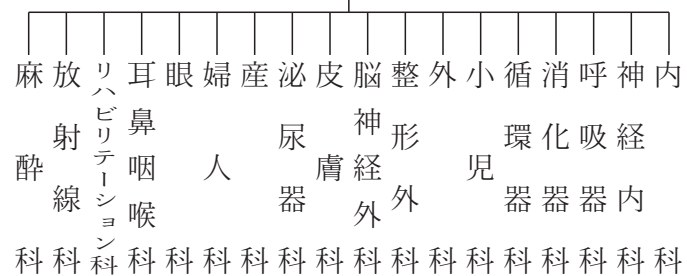 内科
神経内科
呼吸器科
消化器科
循環器科
小児科
外科
整形外科
脳神経外科
皮膚科
泌尿器科
産科
婦人科
眼科
耳鼻咽喉科
リハビリテーション科
放射線科
麻酔科